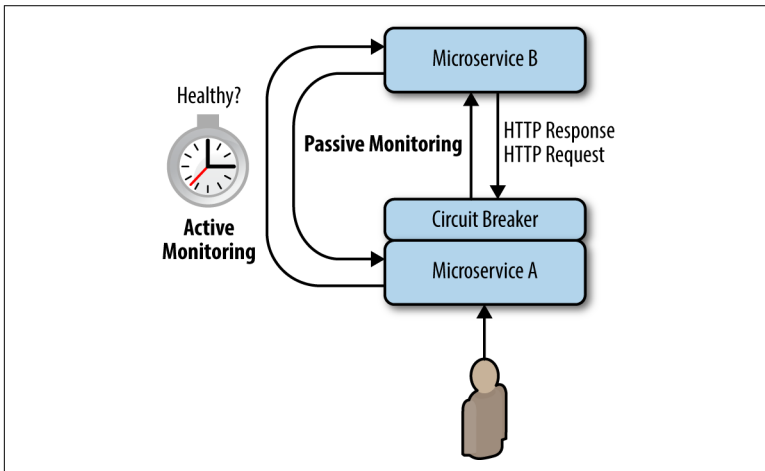 Microservice B
Healthy?
Passive Monitoring
HTTP Response
HTTP Request
Active
Monitoring
Circuit Breaker
Microservice A